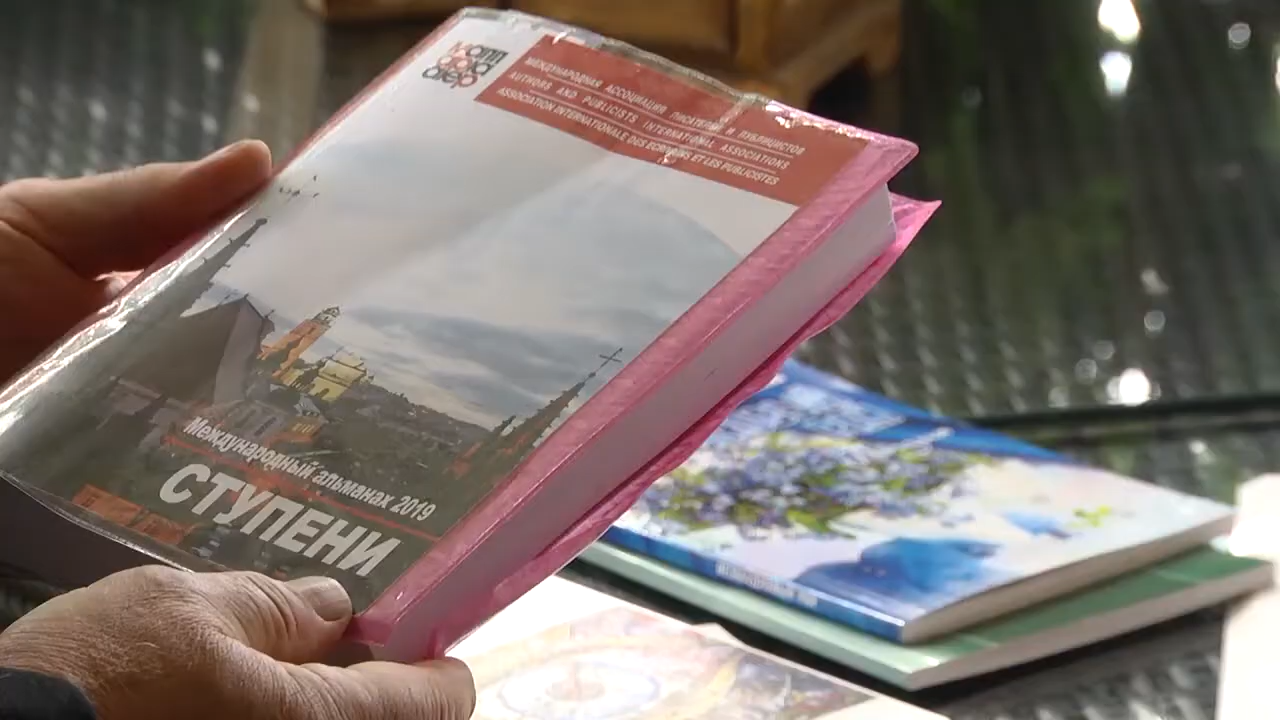 МЕЖДУНАРОДНАЯ АССОЦИАЦИЯ ПИСАТЕЛЕЙ И ПУБЛИЦИСТОВ
AUTHORS AND PUBLICISTS INTERNATIONAL ASSOCIATIONS
ASSOCIATION INTERNATIONALE DES ECRIVAINS ET LES PUBLICISTES
Международный альманах 2019
СТУПЕНИ